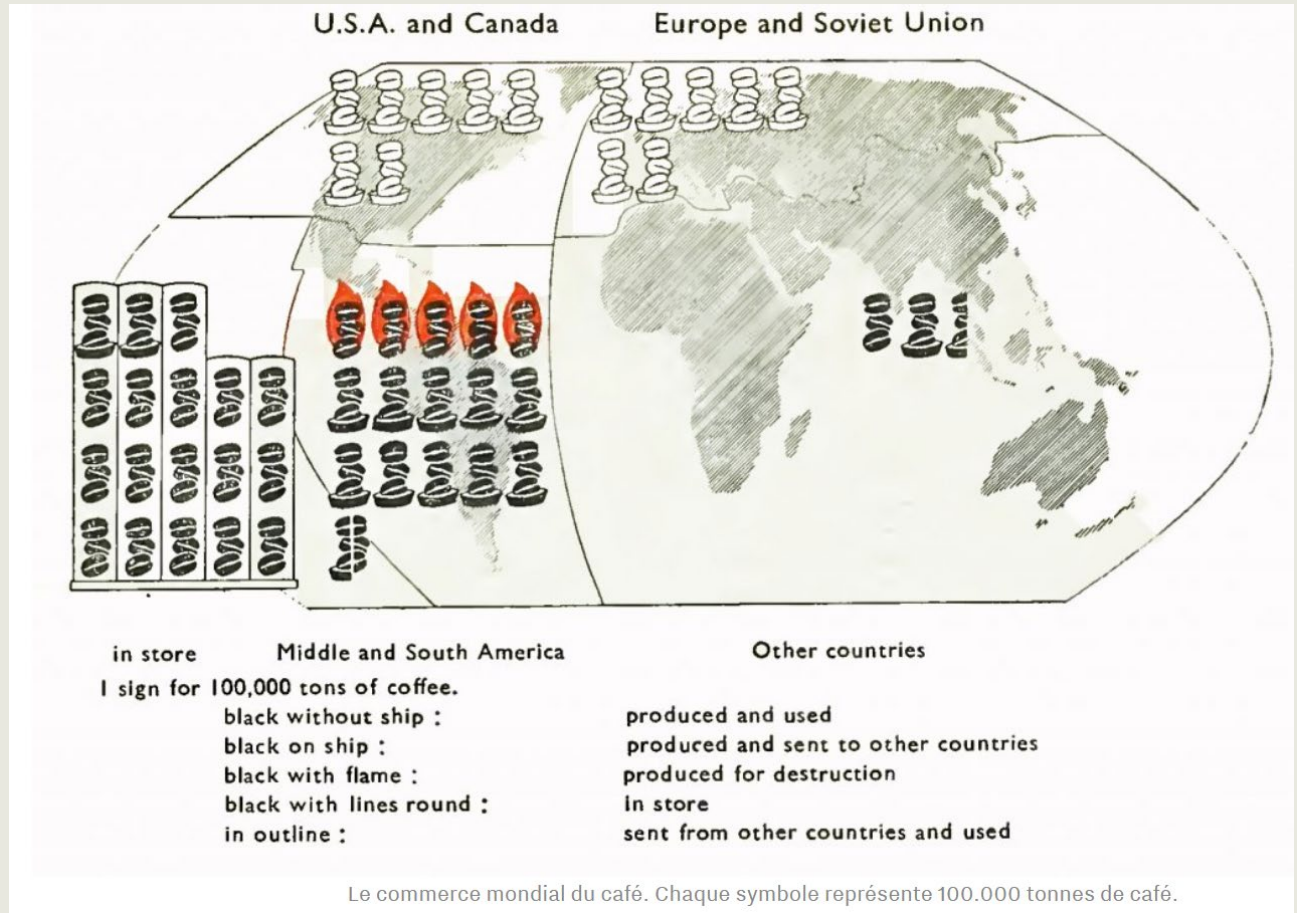 U.S.A. and Canada
Europe and Soviet Union
in store
Middle and South America
Other countries
1 sign for 100,000 tons of coffee.
black without ship : produced and used
black on ship : produced and sent to other countries
black with flame : produced for destruction
black with lines round : in store
in outline : sent from other countries and used
Le commerce mondial du café. Chaque symbole représente 100.000 tonnes de café.